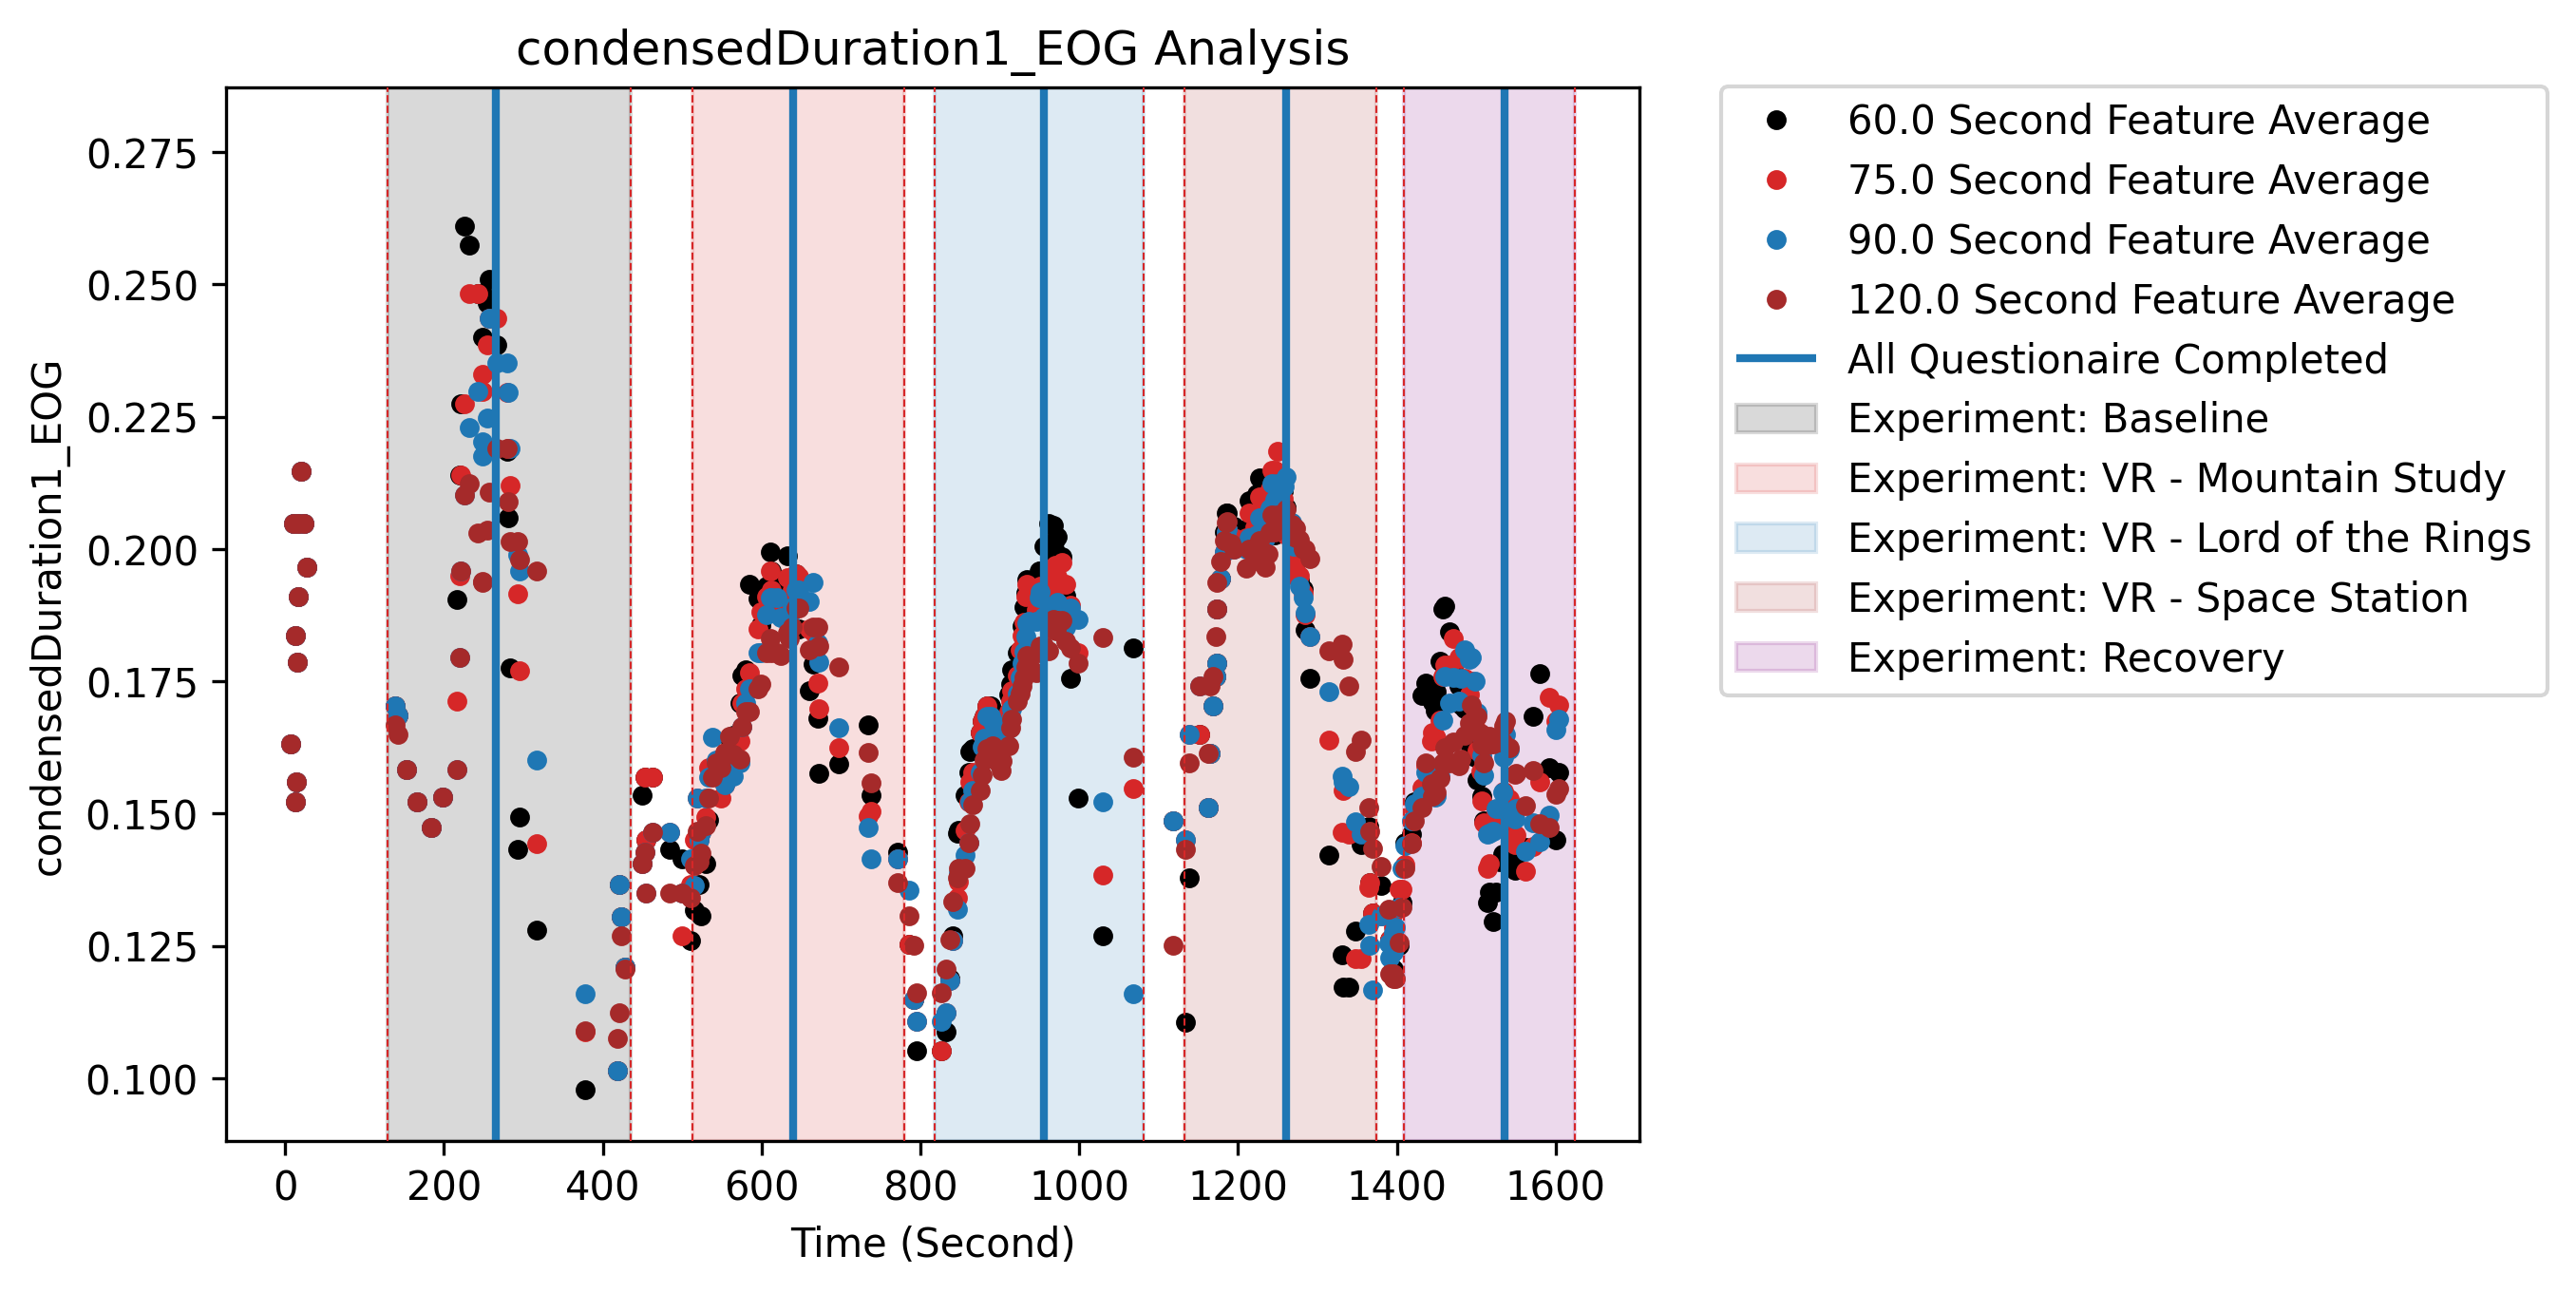 condensedDuration1_EOG Analysis
condensedDuration1_EOG
0.275
0.250
0.225
0.200
0.175
0.150
0.125
0.100
0 200 400 600 800 1000 1200 1400 1600
Time (Second)
60.0 Second Feature Average
75.0 Second Feature Average
90.0 Second Feature Average
120.0 Second Feature Average
All Questionaire Completed
Experiment: Baseline
Experiment: VR - Mountain Study
Experiment: VR - Lord of the Rings
Experiment: VR - Space Station
Experiment: Recovery